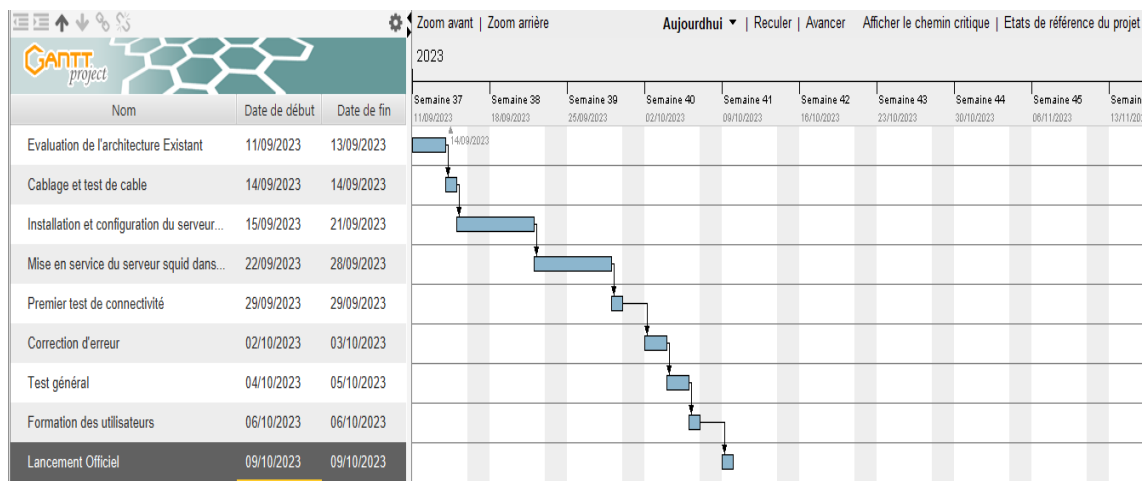 Zoom avant | Zoom arrière Aujourdhui ▼ | Reculer | Avancer Afficher le chemin critique | Etats de référence du projet
GANTT project
2023
Nom Date de début Date de fin
Semaine 37 Semaine 38 Semaine 39 Semaine 40 Semaine 41 Semaine 42 Semaine 43 Semaine 44 Semaine 45 Semain
11/09/2023 18/09/2023 25/09/2023 02/10/2023 09/10/2023 16/10/2023 23/10/2023 30/10/2023 06/11/2023 13/11/20
14/09/2023
Evaluation de l'architecture Existant 11/09/2023 13/09/2023
Cablage et test de cable 14/09/2023 14/09/2023
Installation et configuration du serveur... 15/09/2023 21/09/2023
Mise en service du serveur squid dans... 22/09/2023 28/09/2023
Premier test de connectivité 29/09/2023 29/09/2023
Correction d'erreur 02/10/2023 03/10/2023
Test général 04/10/2023 05/10/2023
Formation des utilisateurs 06/10/2023 06/10/2023
Lancement Officiel 09/10/2023 09/10/2023